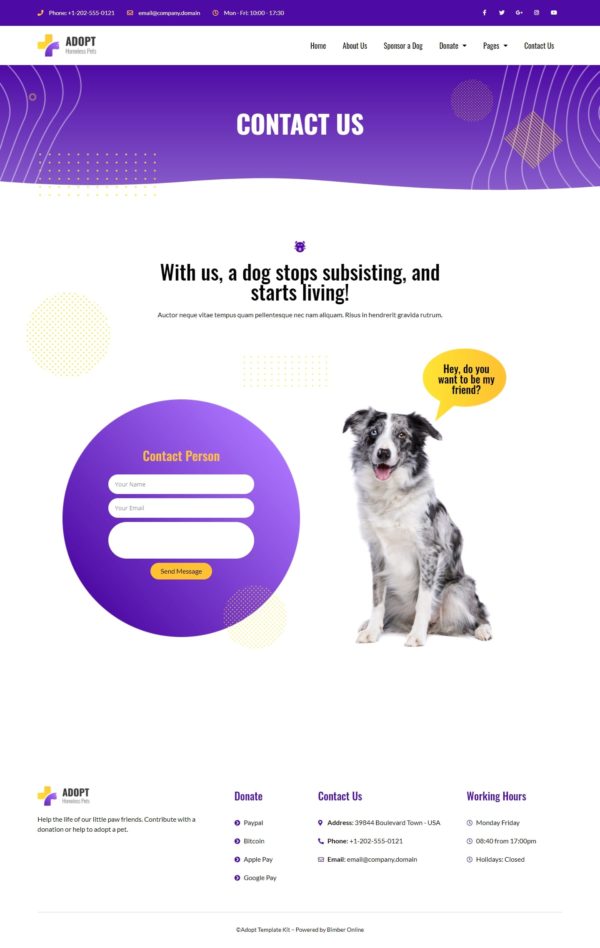 Phone: +1-202-555-0121 email@company.domain Mon - Fri: 10:00 - 17:30
ADOPT
Homeless Pets
Home About Us Sponsor a Dog Donate Pages Contact Us
CONTACT US
With us, a dog stops subsisting, and
starts living!
Auctor neque vitae tempus quam pellentesque nec nam aliquam. Risus in hendrerit gravida rutrum.
Hey, do you
want to be my
friend?
Contact Person
Your Name
Your Email
Send Message
ADOPT
Homeless Pets
Help the life of our little paw friends. Contribute with a
donation or help to adopt a pet.
Donate
Paypal
Bitcoin
Apple Pay
Google Pay
Contact Us
Address: 39844 Boulevard Town - USA
Phone: +1-202-555-0121
Email: email@company.domain
Working Hours
Monday Friday
08:40 from 17:00pm
Holidays: Closed
©Adopt Template Kit – Powered by Bimber Online